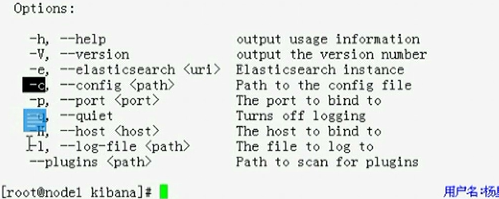 Options:
-h, --help output usage information
-V, --version output the version number
-e, --elasticsearch <uri> Elasticsearch instance
-c, --config <path> Path to the config file
-p, --port <port> The port to bind to
--quiet Turns off logging
-H, --host <host> The host to bind to
-l, --log-file <path> The file to log to
--plugins <path> Path to scan for plugins
[root@node1 kibana]#
用户名:杨